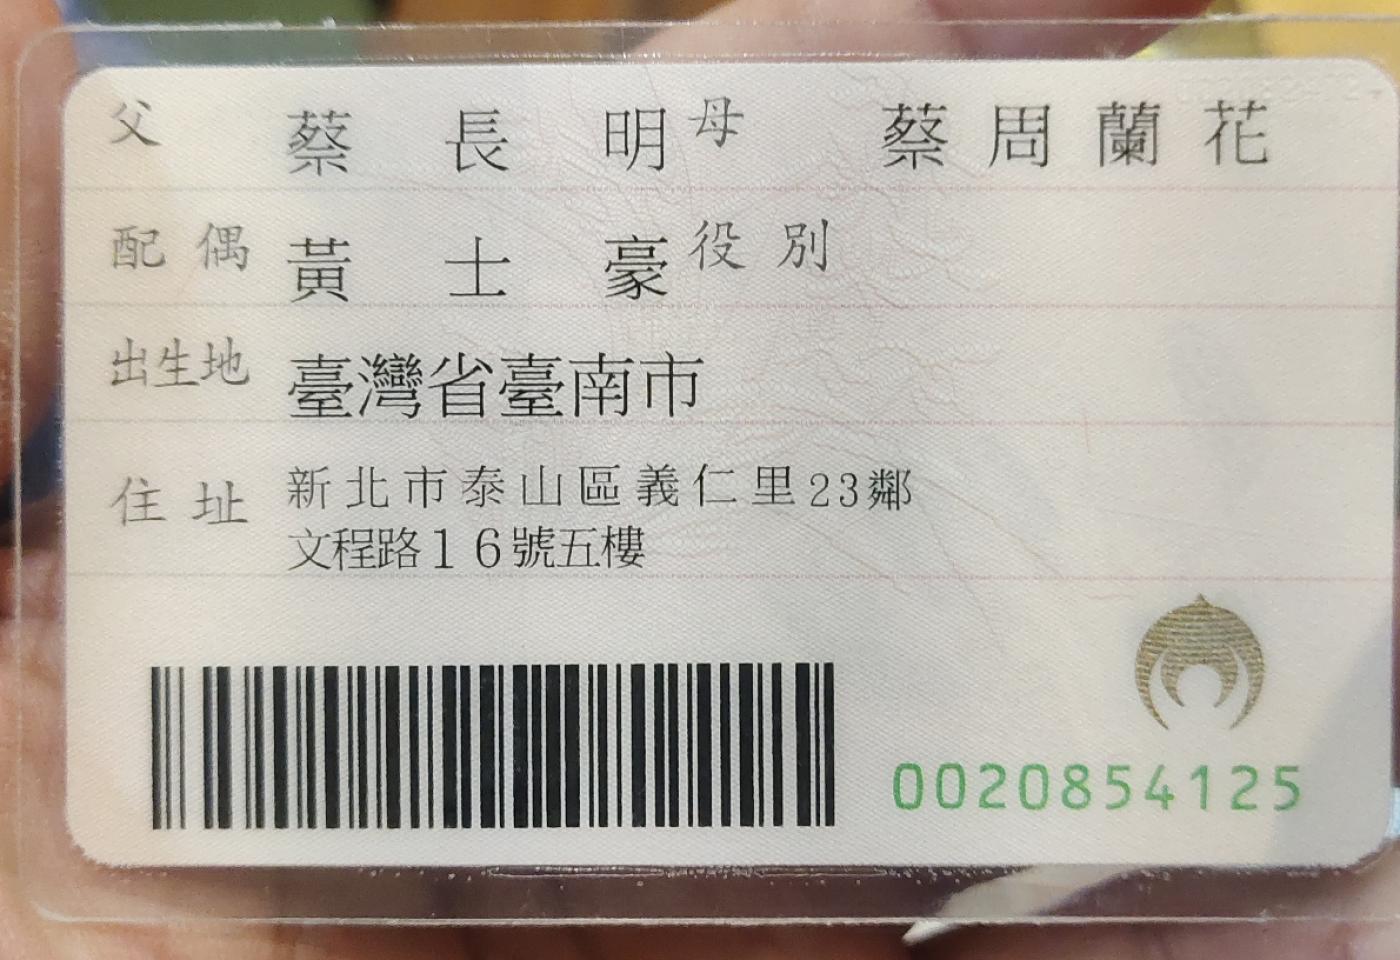 父 蔡長明 母 蔡周蘭花
配偶 黃士豪 役別
出生地 臺灣省臺南市
住址 新北市泰山區義仁里23鄰
文程路16號五樓
0020854125